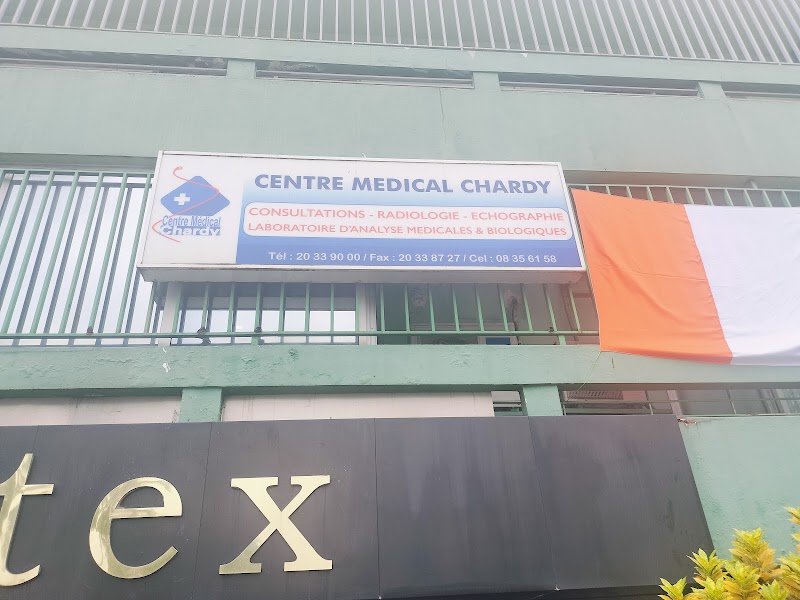 CENTRE MEDICAL CHARDY
Centre Médical
Chardy
CONSULTATIONS - RADIOLOGIE - ECHOGRAPHIE
LABORATOIRE D'ANALYSE MEDICALES & BIOLOGIQUES
Tél : 20 33 90 00 / Fax : 20 33 87 27 / Cel : 08 35 61 58
tex